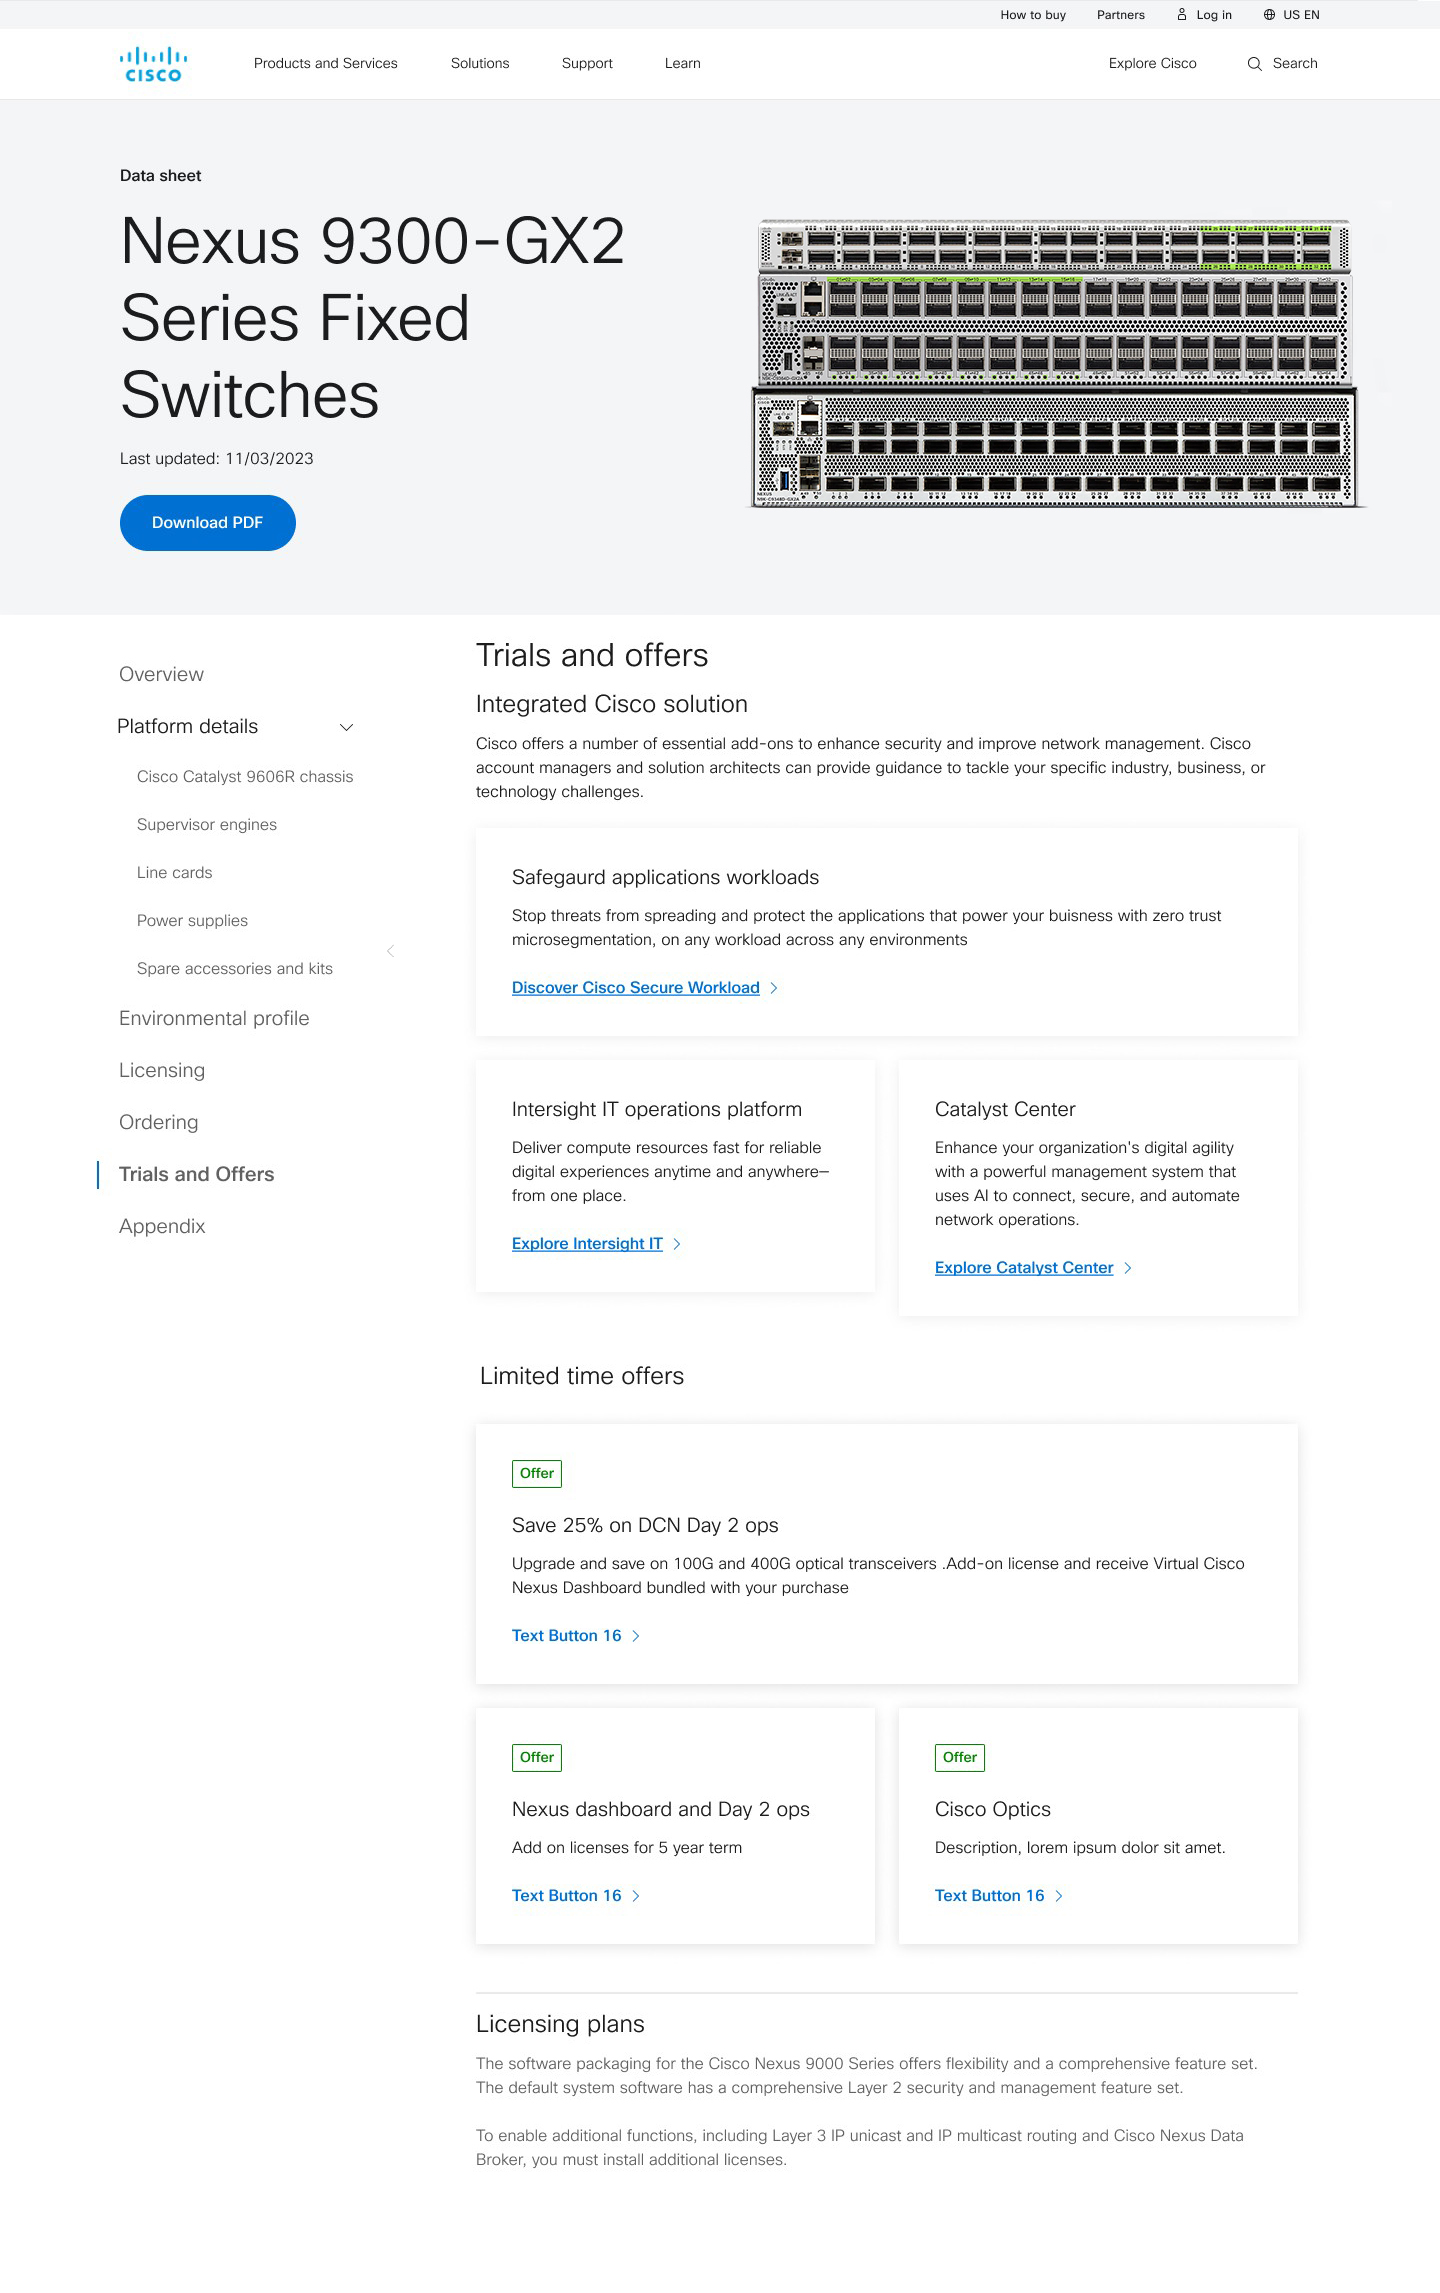 How to buy
Partners
Log in
US EN
CISCO
Products and Services
Solutions
Support
Learn
Explore Cisco
Search
Data sheet
Nexus 9300-GX2
Series Fixed
Switches
Last updated: 11/03/2023
Download PDF
Overview
Platform details
Cisco Catalyst 9606R chassis
Supervisor engines
Line cards
Power supplies
Spare accessories and kits
Environmental profile
Licensing
Ordering
Trials and Offers
Appendix
Trials and offers
Integrated Cisco solution
Cisco offers a number of essential add-ons to enhance security and improve network management. Cisco
account managers and solution architects can provide guidance to tackle your specific industry, business, or
technology challenges.
Safegaurd applications workloads
Stop threats from spreading and protect the applications that power your buisness with zero trust
microsegmentation, on any workload across any environments
Discover Cisco Secure Workload
Intersight IT operations platform
Deliver compute resources fast for reliable
digital experiences anytime and anywhere—
from one place.
Explore Intersight IT
Catalyst Center
Enhance your organization's digital agility
with a powerful management system that
uses AI to connect, secure, and automate
network operations.
Explore Catalyst Center
Limited time offers
Offer
Save 25% on DCN Day 2 ops
Upgrade and save on 100G and 400G optical transceivers .Add-on license and receive Virtual Cisco
Nexus Dashboard bundled with your purchase
Text Button 16
Offer
Nexus dashboard and Day 2 ops
Add on licenses for 5 year term
Text Button 16
Offer
Cisco Optics
Description, lorem ipsum dolor sit amet.
Text Button 16
Licensing plans
The software packaging for the Cisco Nexus 9000 Series offers flexibility and a comprehensive feature set.
The default system software has a comprehensive Layer 2 security and management feature set.
To enable additional functions, including Layer 3 IP unicast and IP multicast routing and Cisco Nexus Data
Broker, you must install additional licenses.